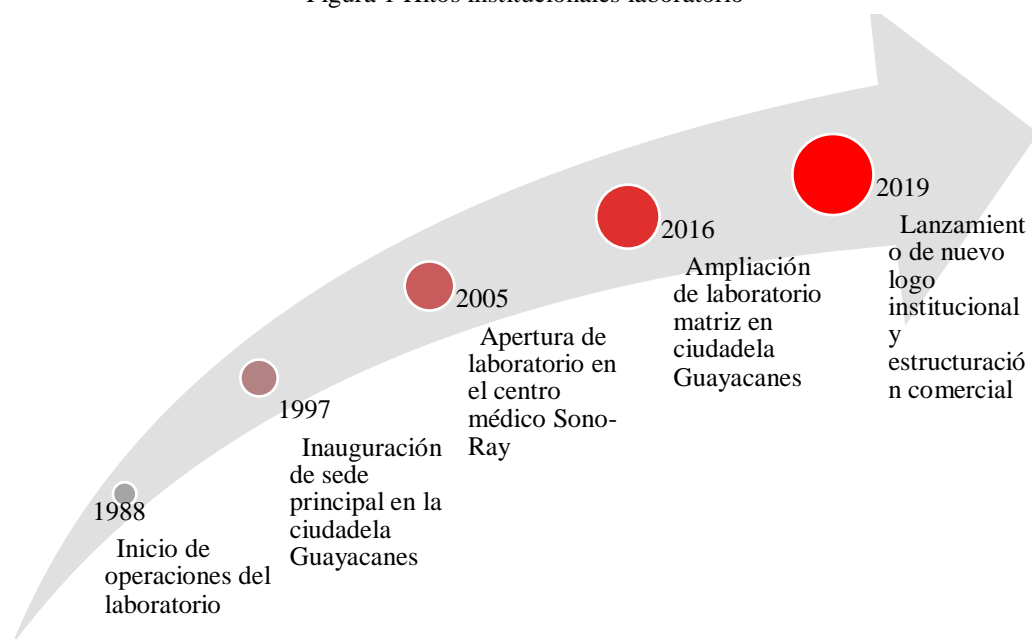 Figura 1 Hitos institucionales laboratorio
1988
Inicio de
operaciones del
laboratorio
1997
Inauguración
de sede
principal en la
ciudadela
Guayacanes
2005
Apertura de
laboratorio en
el centro
médico Sono-
Ray
2016
Ampliación
de laboratorio
matriz en
ciudadela
Guayacanes
2019
Lanzamient
o de nuevo
logo
institucional
y
estructuració
n comercial